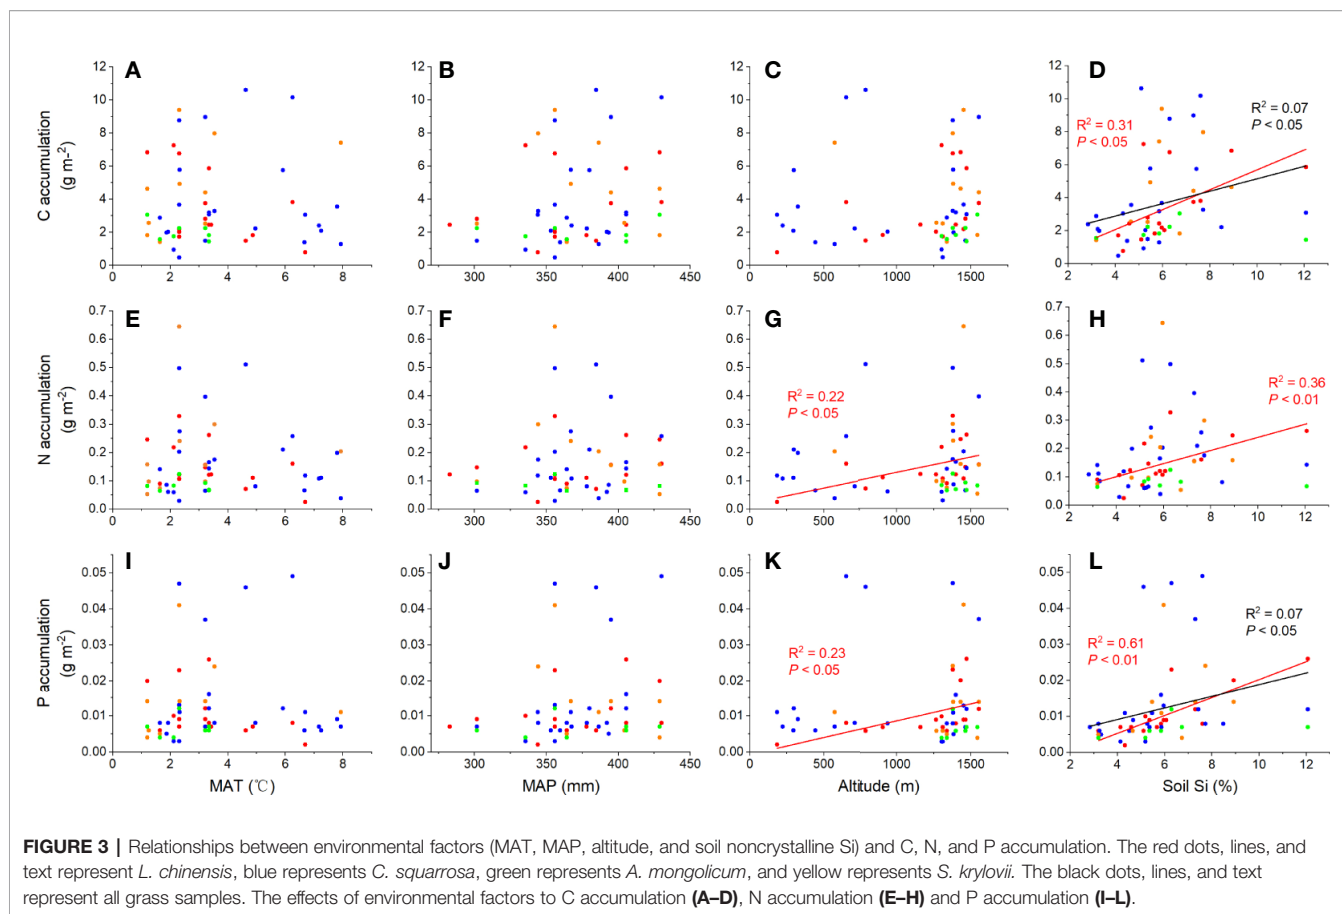 A
B
C
D
C accumulation
(g m-2)
12
10
8
6
4
2
0
0 2 4 6 8
12
10
8
6
4
2
0
300 350 400 450
12
10
8
6
4
2
0
0 500 1000 1500
12
10
8
6
4
2
0
2 4 6 8 10 12
R² = 0.31
P < 0.05
R² = 0.07
P < 0.05
E
F
G
H
N accumulation
(g m-2)
0.7
0.6
0.5
0.4
0.3
0.2
0.1
0.0
0 2 4 6 8
0.7
0.6
0.5
0.4
0.3
0.2
0.1
0.0
300 350 400 450
0.7
0.6
0.5
0.4
0.3
0.2
0.1
0.0
0 500 1000 1500
R² = 0.22
P < 0.05
0.7
0.6
0.5
0.4
0.3
0.2
0.1
0.0
2 4 6 8 10 12
R² = 0.36
P < 0.01
I
J
K
L
P accumulation
(g m-2)
0.05
0.04
0.03
0.02
0.01
0.00
0 2 4 6 8
MAT (℃)
0.05
0.04
0.03
0.02
0.01
0.00
300 350 400 450
MAP (mm)
0.05
0.04
0.03
0.02
0.01
0.00
0 500 1000 1500
Altitude (m)
R² = 0.23
P < 0.05
0.05
0.04
0.03
0.02
0.01
0.00
2 4 6 8 10 12
Soil Si (%)
R² = 0.61
P < 0.01
R² = 0.07
P < 0.05
FIGURE 3 | Relationships between environmental factors (MAT, MAP, altitude, and soil noncrystalline Si) and C, N, and P accumulation. The red dots, lines, and
text represent L. chinensis, blue represents C. squarrosa, green represents A. mongolicum, and yellow represents S. krylovii. The black dots, lines, and text
represent all grass samples. The effects of environmental factors to C accumulation (A–D), N accumulation (E–H) and P accumulation (I–L).